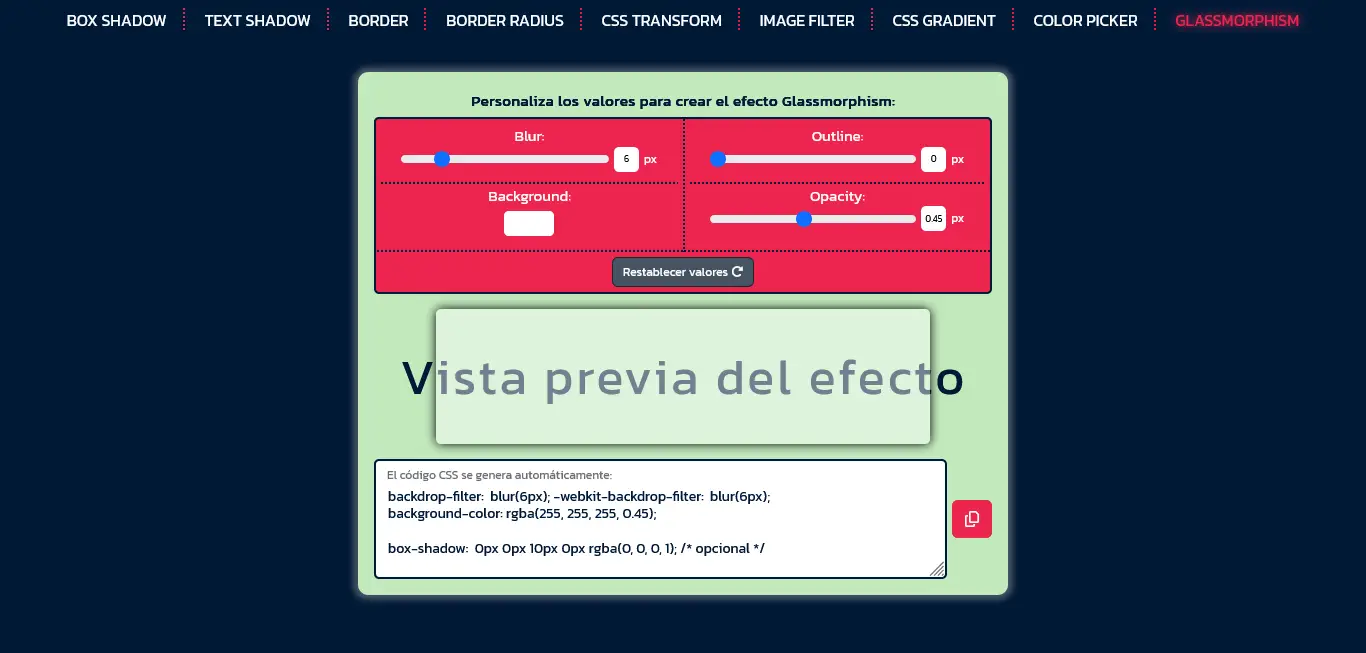 BOX SHADOW TEXT SHADOW BORDER BORDER RADIUS CSS TRANSFORM IMAGE FILTER CSS GRADIENT COLOR PICKER GLASSMORPHISM
Personaliza los valores para crear el efecto Glassmorphism:
Blur: Outline:
6 px 0 px
Background: Opacity:
0.45 px
Restablecer valores
Vista previa del efecto
El código CSS se genera automáticamente:
backdrop-filter: blur(6px); -webkit-backdrop-filter: blur(6px);
background-color: rgba(255, 255, 255, 0.45);
box-shadow: 0px 0px 10px 0px rgba(0, 0, 0, 1); /* opcional */